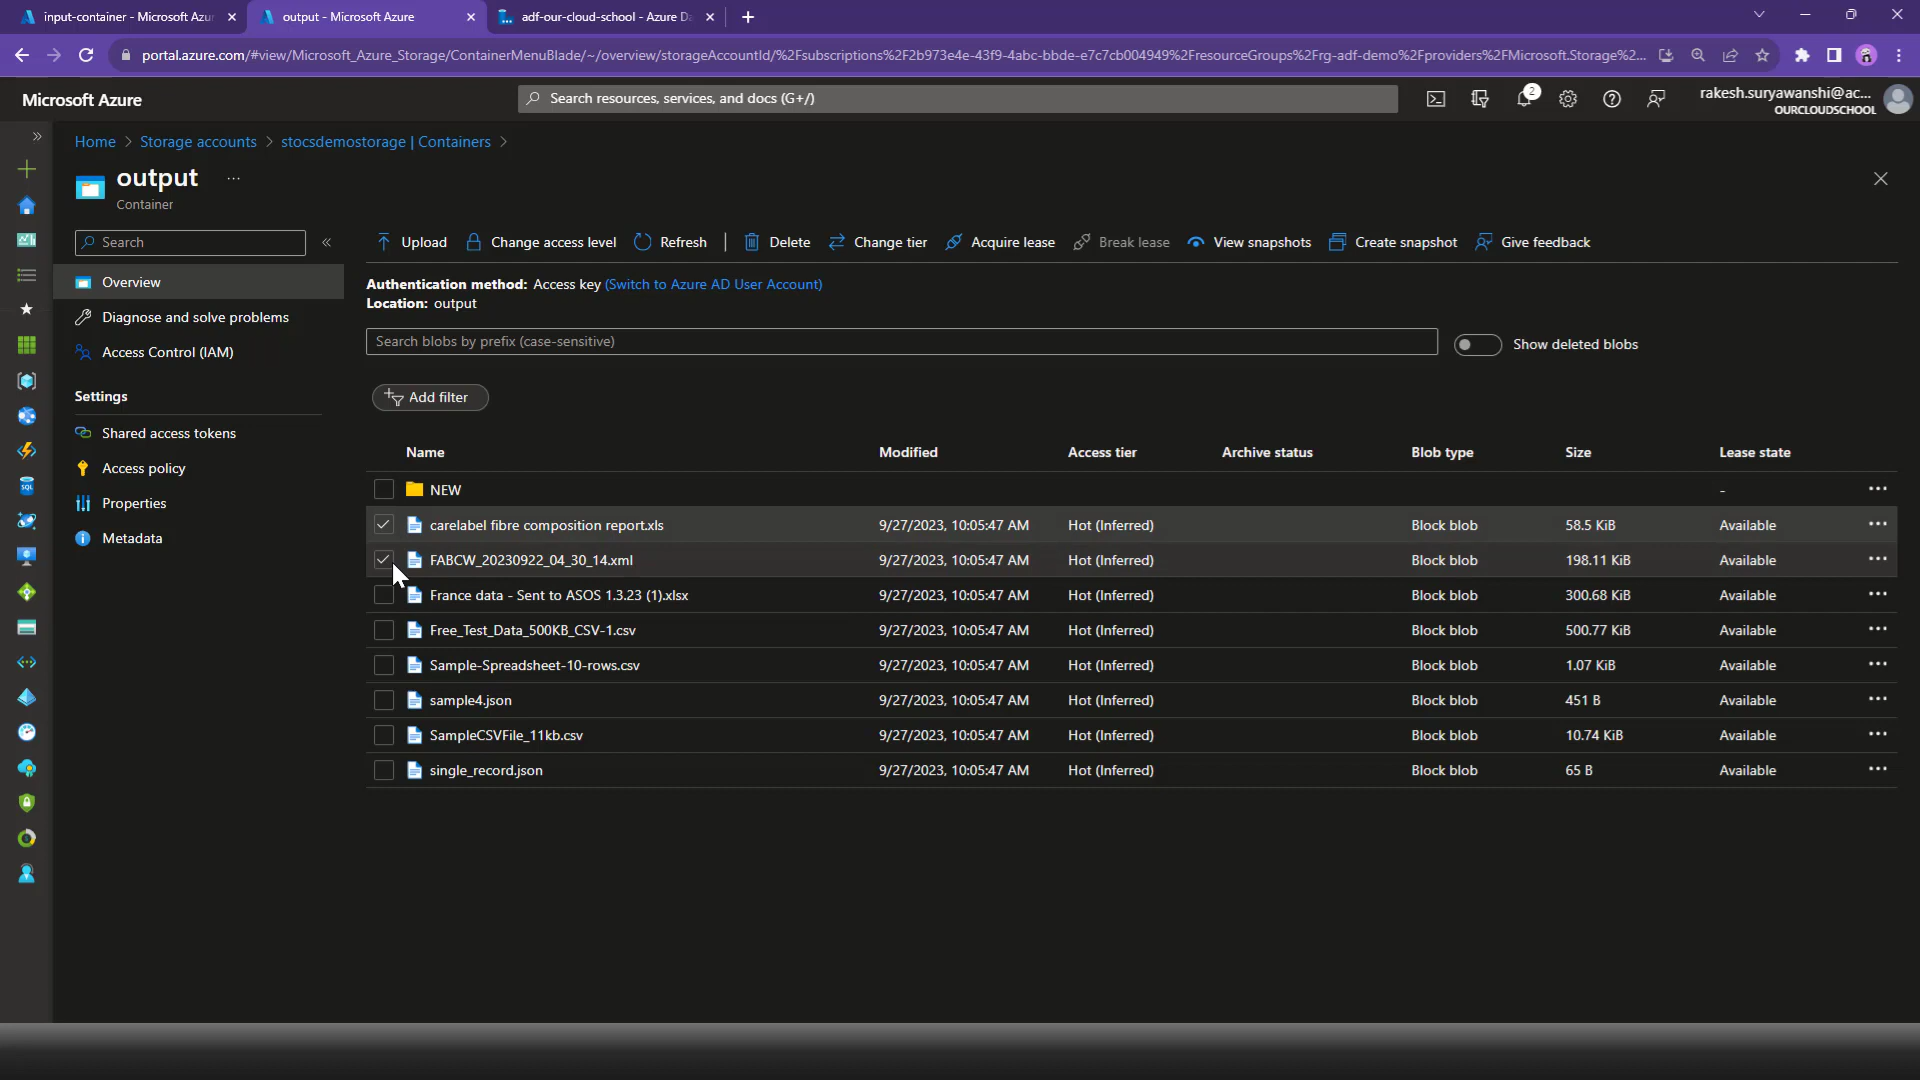 input-container - Microsoft Azu
output - Microsoft Azure
adf-our-cloud-school - Azure Da
portal.azure.com/#view/Microsoft_Azure_Storage/ContainerMenuBlade/~/overview/storageAccountId/%2Fsubscriptions%2F2b973e4e-43f9-4abc-bbde-e7c7cb004949%2FresourceGroups%2Frg-adf-demo%2Fproviders%2FMicrosoft.Storage%2...
Microsoft Azure
Search resources, services, and docs (G+/)
2
rakesh.suryawanshi@ac...
OURCLOUDSCHOOL
Home > Storage accounts > stocsdemostorage | Containers >
output ...
Container
Search
Overview
Diagnose and solve problems
Access Control (IAM)
Settings
Shared access tokens
Access policy
Properties
Metadata
Upload Change access level Refresh Delete Change tier Acquire lease Break lease View snapshots Create snapshot Give feedback
Authentication method: Access key (Switch to Azure AD User Account)
Location: output
Search blobs by prefix (case-sensitive)
Show deleted blobs
Add filter
Name Modified Access tier Archive status Blob type Size Lease state
NEW -
carelabel fibre composition report.xls 9/27/2023, 10:05:47 AM Hot (Inferred) Block blob 58.5 KiB Available
FABCW_20230922_04_30_14.xml 9/27/2023, 10:05:47 AM Hot (Inferred) Block blob 198.11 KiB Available
France data - Sent to ASOS 1.3.23 (1).xlsx 9/27/2023, 10:05:47 AM Hot (Inferred) Block blob 300.68 KiB Available
Free_Test_Data_500KB_CSV-1.csv 9/27/2023, 10:05:47 AM Hot (Inferred) Block blob 500.77 KiB Available
Sample-Spreadsheet-10-rows.csv 9/27/2023, 10:05:47 AM Hot (Inferred) Block blob 1.07 KiB Available
sample4.json 9/27/2023, 10:05:47 AM Hot (Inferred) Block blob 451 B Available
SampleCSVFile_11kb.csv 9/27/2023, 10:05:47 AM Hot (Inferred) Block blob 10.74 KiB Available
single_record.json 9/27/2023, 10:05:47 AM Hot (Inferred) Block blob 65 B Available